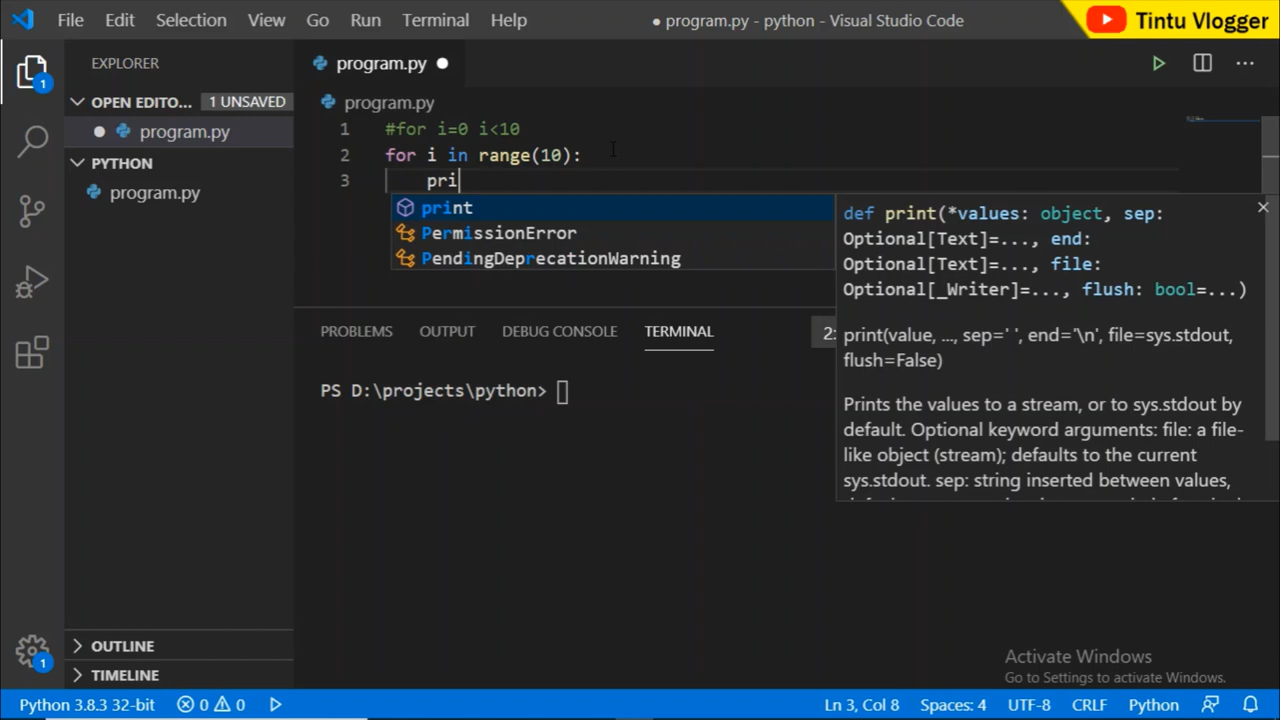 File Edit Selection View Go Run Terminal Help
● program.py - python - Visual Studio Code
Tintu Vlogger
EXPLORER
1
OPEN EDITO... 1 UNSAVED
program.py
PYTHON
program.py
OUTLINE
TIMELINE
1
program.py
program.py
1 #for i=0 i<10
2 for i in range(10):
3 pri
print
PermissionError
PendingDeprecationWarning
def print(*values: object, sep:
Optional[Text]=..., end:
Optional[Text]=..., file:
Optional[_Writer]=..., flush: bool=...)
print(value, ..., sep=' ', end='\n', file=sys.stdout,
flush=False)
Prints the values to a stream, or to sys.stdout by
default. Optional keyword arguments: file: a file-
like object (stream); defaults to the current
sys.stdout. sep: string inserted between values,
PROBLEMS OUTPUT DEBUG CONSOLE TERMINAL 2:
PS D:\projects\python>
Activate Windows
Go to Settings to activate Windows.
Python 3.8.3 32-bit 0 0 Ln 3, Col 8 Spaces: 4 UTF-8 CRLF Python